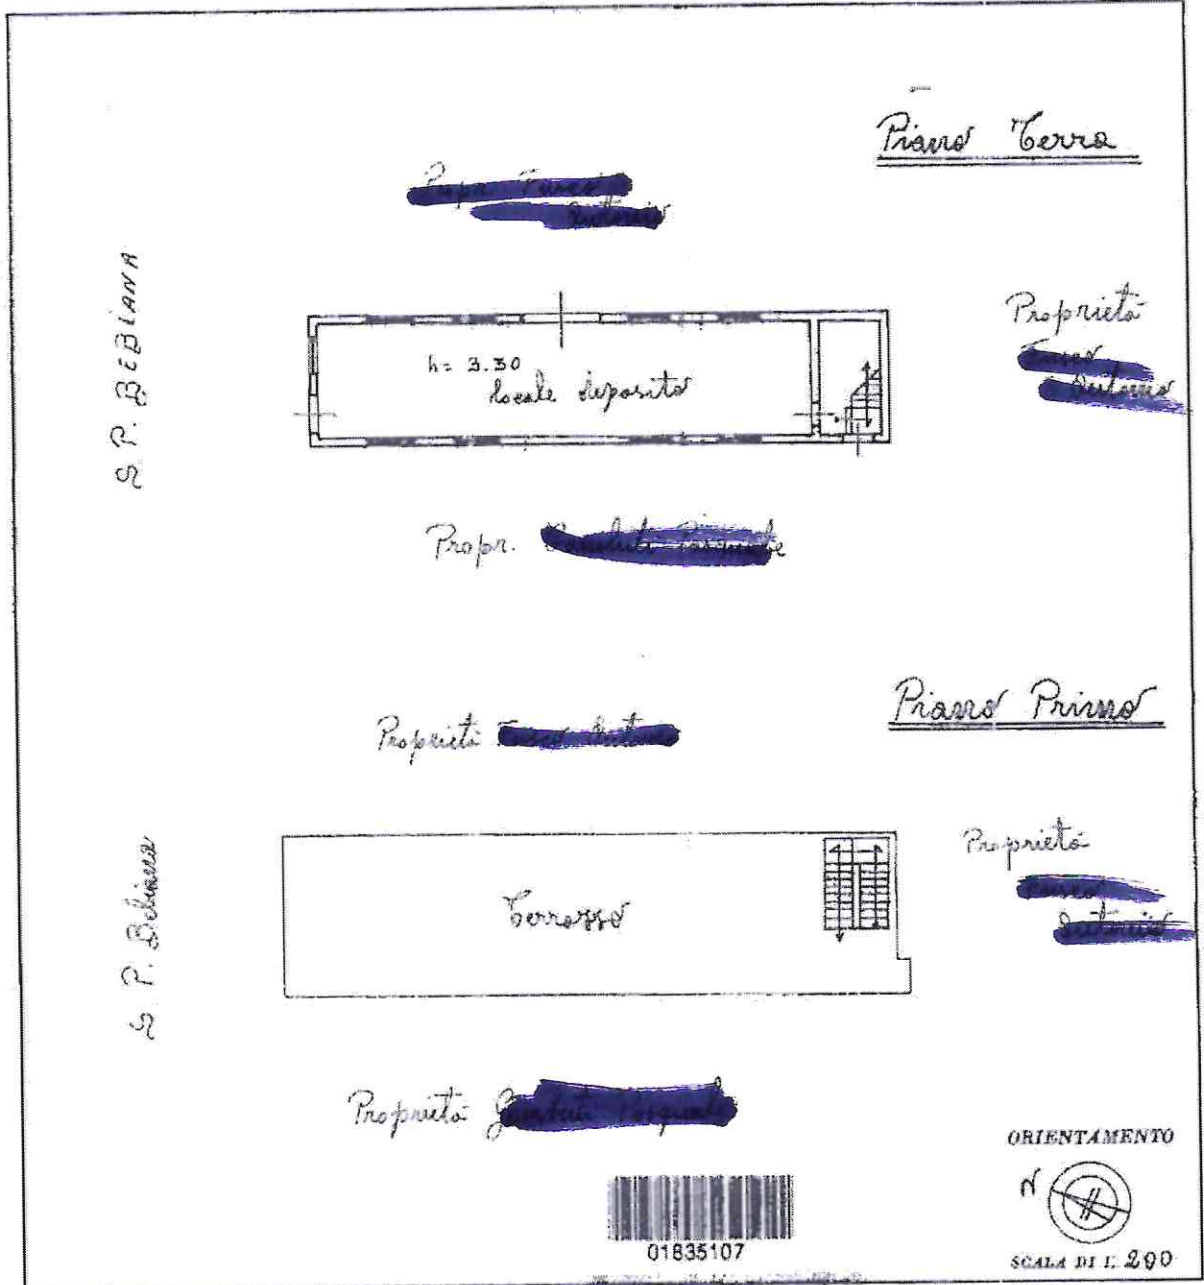 Piano Terra
Propr.
S. P. BEBIANA
Proprietà
h= 3.30
locale deposito
Propr.
Piano Primo
Proprietà
S. P. Bebiana
Proprietà
Terrazzo
Proprietà
ORIENTAMENTO
N
01835107
SCALA DI 1: 200